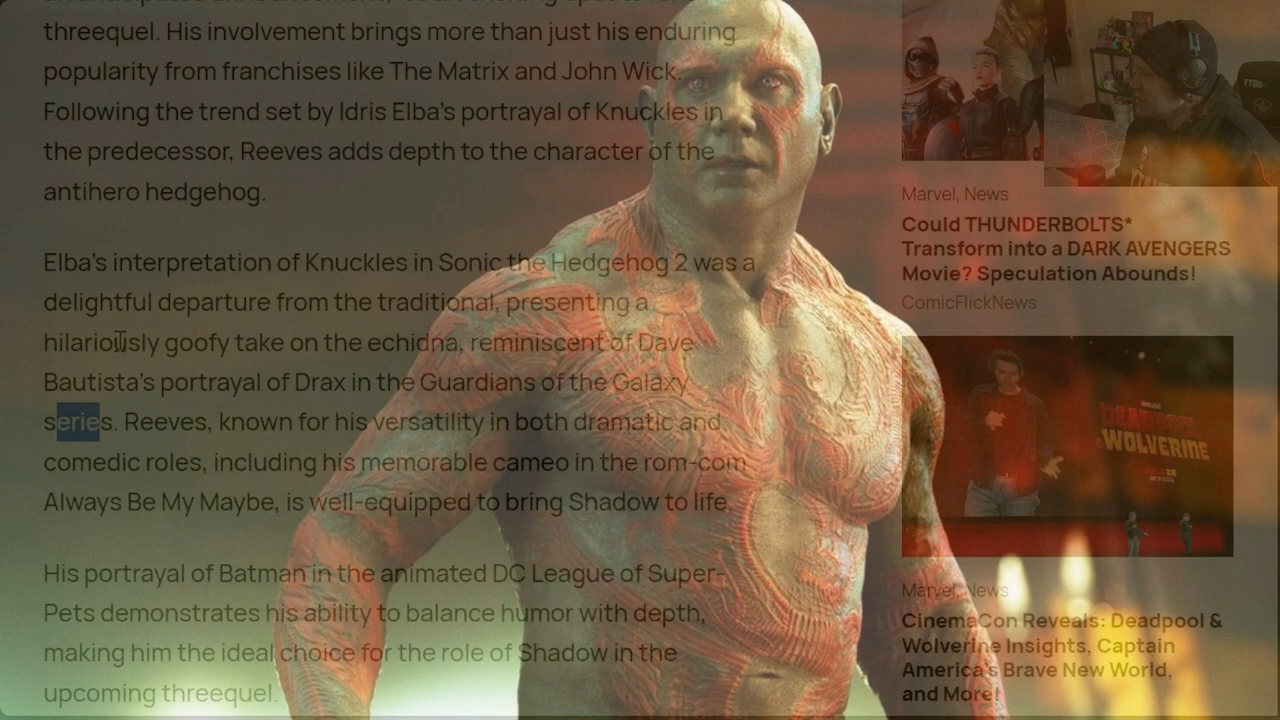 threequel. His involvement brings more than just his enduring
popularity from franchises like The Matrix and John Wick.
Following the trend set by Idris Elba's portrayal of Knuckles in
the predecessor, Reeves adds depth to the character of the
antihero hedgehog.
Elba's interpretation of Knuckles in Sonic the Hedgehog 2 was a
delightful departure from the traditional, presenting a
hilariously goofy take on the echidna, reminiscent of Dave
Bautista's portrayal of Drax in the Guardians of the Galaxy
series. Reeves, known for his versatility in both dramatic and
comedic roles, including his memorable cameo in the rom-com
Always Be My Maybe, is well-equipped to bring Shadow to life.
His portrayal of Batman in the animated DC League of Super-
Pets demonstrates his ability to balance humor with depth,
making him the ideal choice for the role of Shadow in the
upcoming threequel.
Marvel, News
Could THUNDERBOLTS*
Transform into a DARK AVENGERS
Movie? Speculation Abounds!
ComicFlickNews
DEADPOOL
WOLVERINE
Marvel, News
CinemaCon Reveals: Deadpool &
Wolverine Insights, Captain
America's Brave New World,
and More!